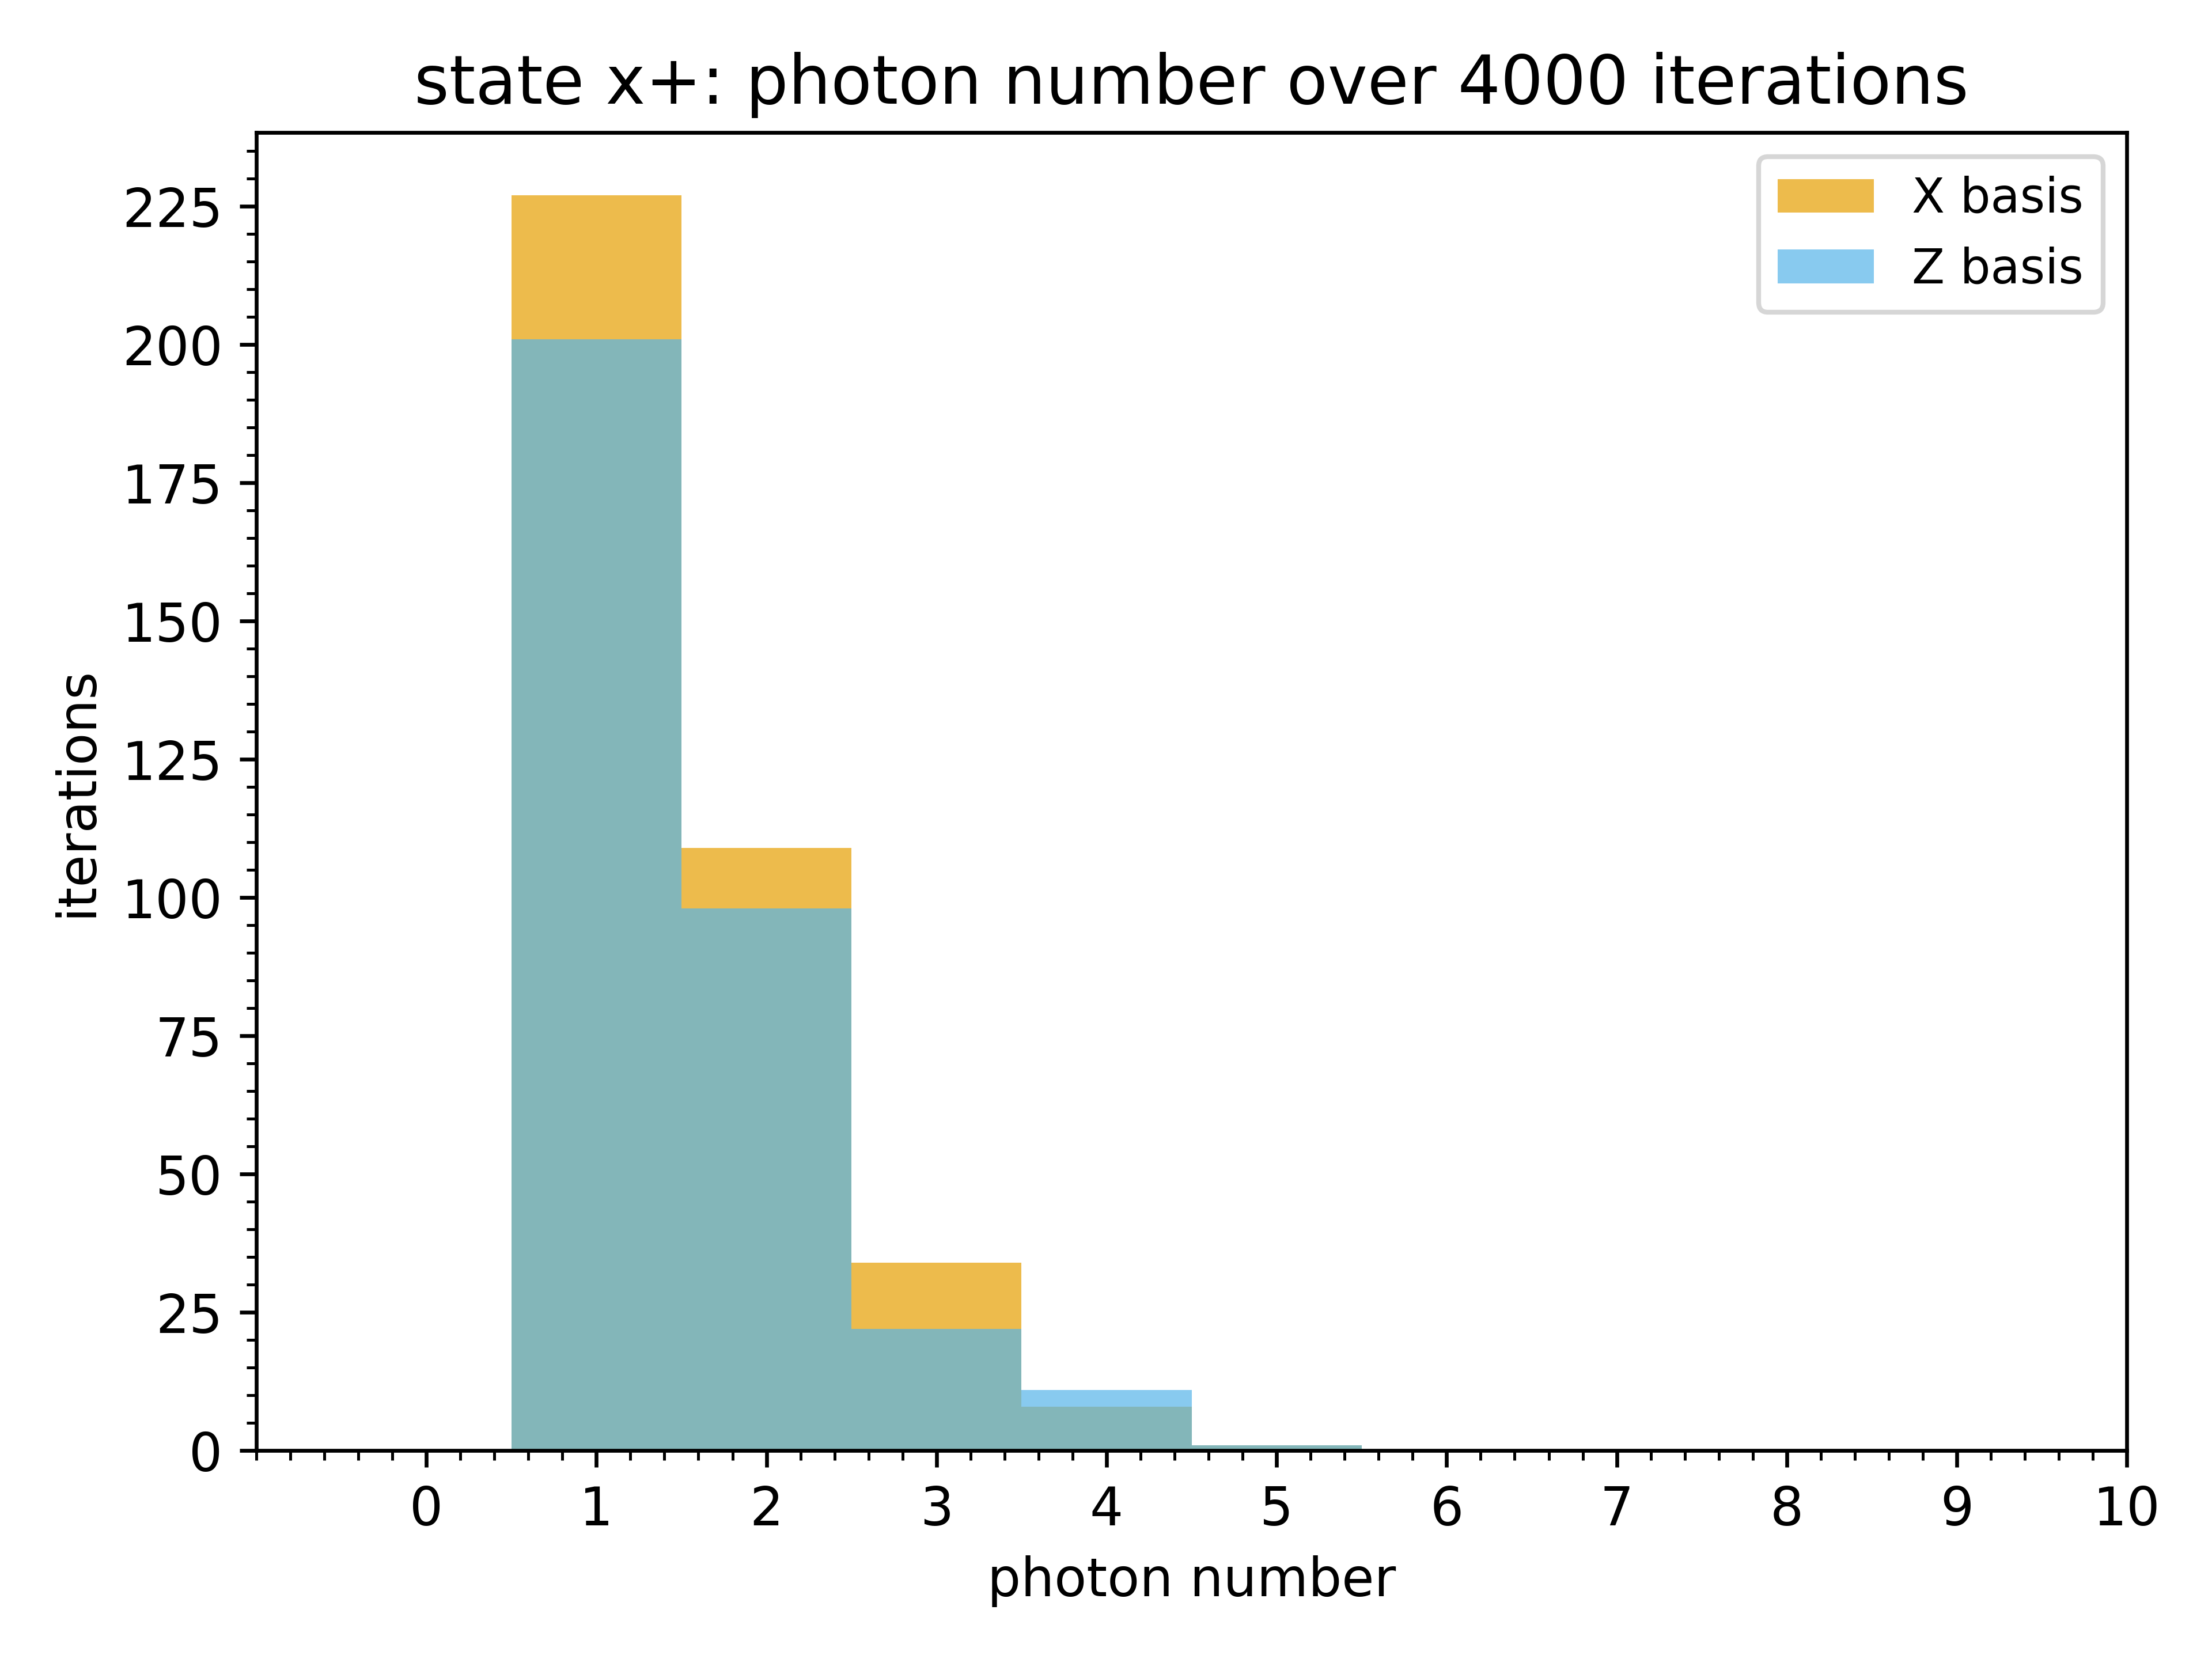 state x+: photon number over 4000 iterations
X basis
Z basis
225
200
175
150
125
100
75
50
25
0
iterations
0 1 2 3 4 5 6 7 8 9 10
photon number